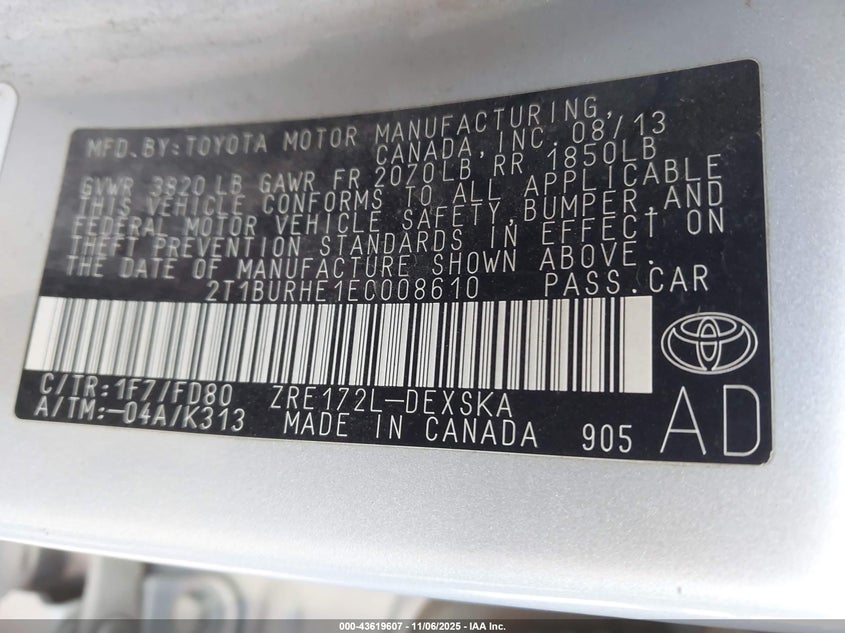 MFD.BY:TOYOTA MOTOR MANUFACTURING,
CANADA,INC. 08/13
GVWR 3820 LB GAWR FR 2070LB RR 1850LB
THIS VEHICLE CONFORMS TO ALL APPLICABLE
FEDERAL MOTOR VEHICLE SAFETY,BUMPER,AND
THEFT PREVENTION STANDARDS IN EFFECT ON
THE DATE OF MANUFACTURE SHOWN ABOVE.
2T1BURHE1EC008610 PASS.CAR
C/TR:1F7/FD80 ZRE172L-DEXSKA
A/TM:-04A/K313 MADE IN CANADA 905 AD
000-43619607 - 11/06/2025 - IAA Inc.